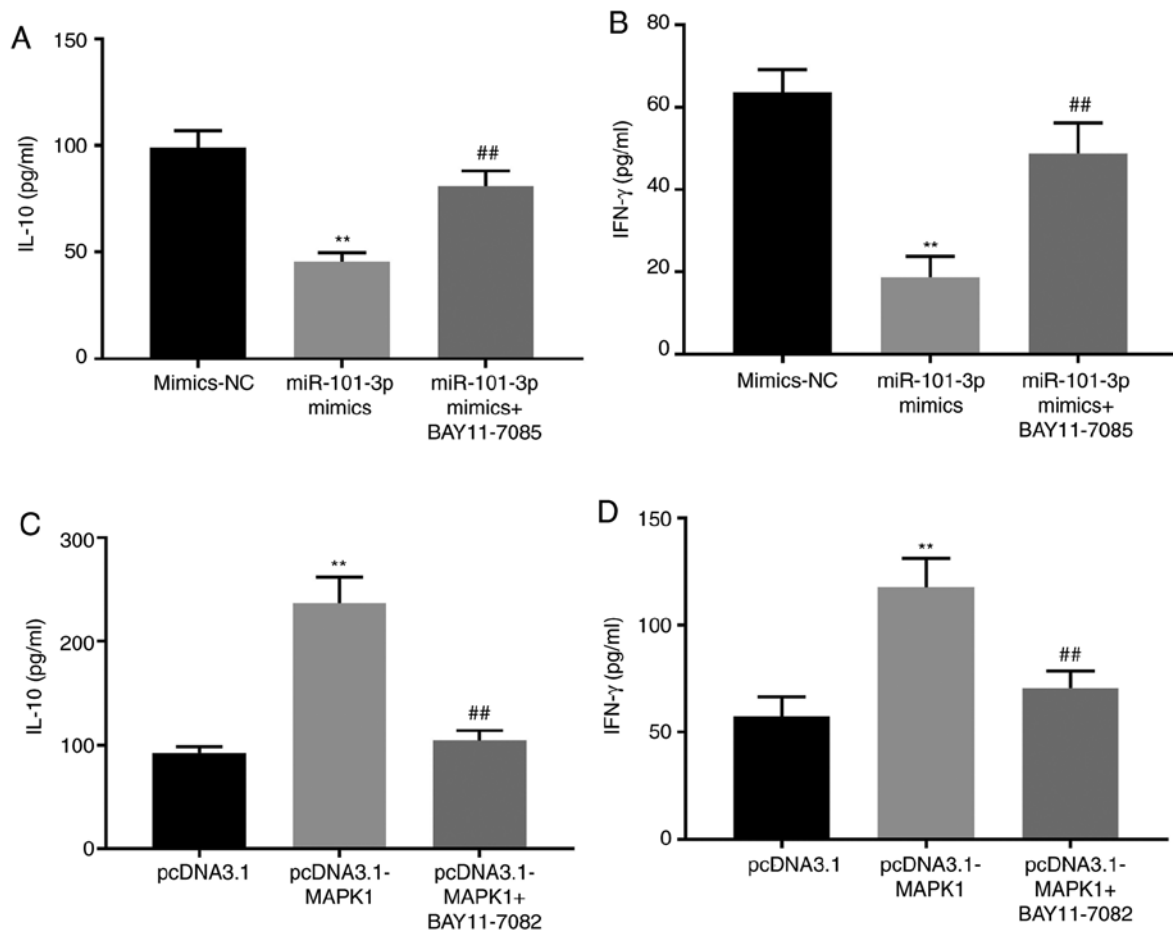 A
IL-10 (pg/ml)
150
100
50
0
**
##
Mimics-NC
miR-101-3p
mimics
miR-101-3p
mimics+
BAY11-7085
B
IFN-γ (pg/ml)
80
60
40
20
0
**
##
Mimics-NC
miR-101-3p
mimics
miR-101-3p
mimics+
BAY11-7085
C
IL-10 (pg/ml)
300
200
100
0
**
##
pcDNA3.1
pcDNA3.1-
MAPK1
pcDNA3.1-
MAPK1+
BAY11-7082
D
IFN-γ (pg/ml)
150
100
50
0
**
##
pcDNA3.1
pcDNA3.1-
MAPK1
pcDNA3.1-
MAPK1+
BAY11-7082